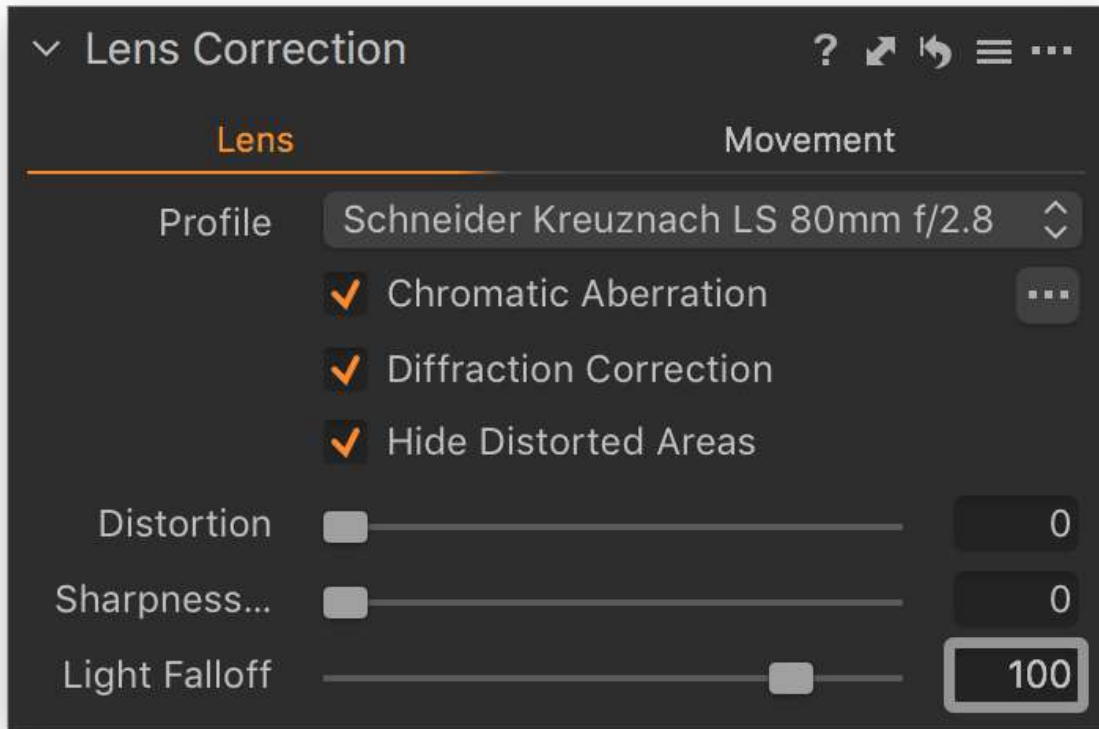 Lens Correction ?
Lens Movement
Profile Schneider Kreuznach LS 80mm f/2.8
Chromatic Aberration
Diffraction Correction
Hide Distorted Areas
Distortion 0
Sharpness... 0
Light Falloff 100